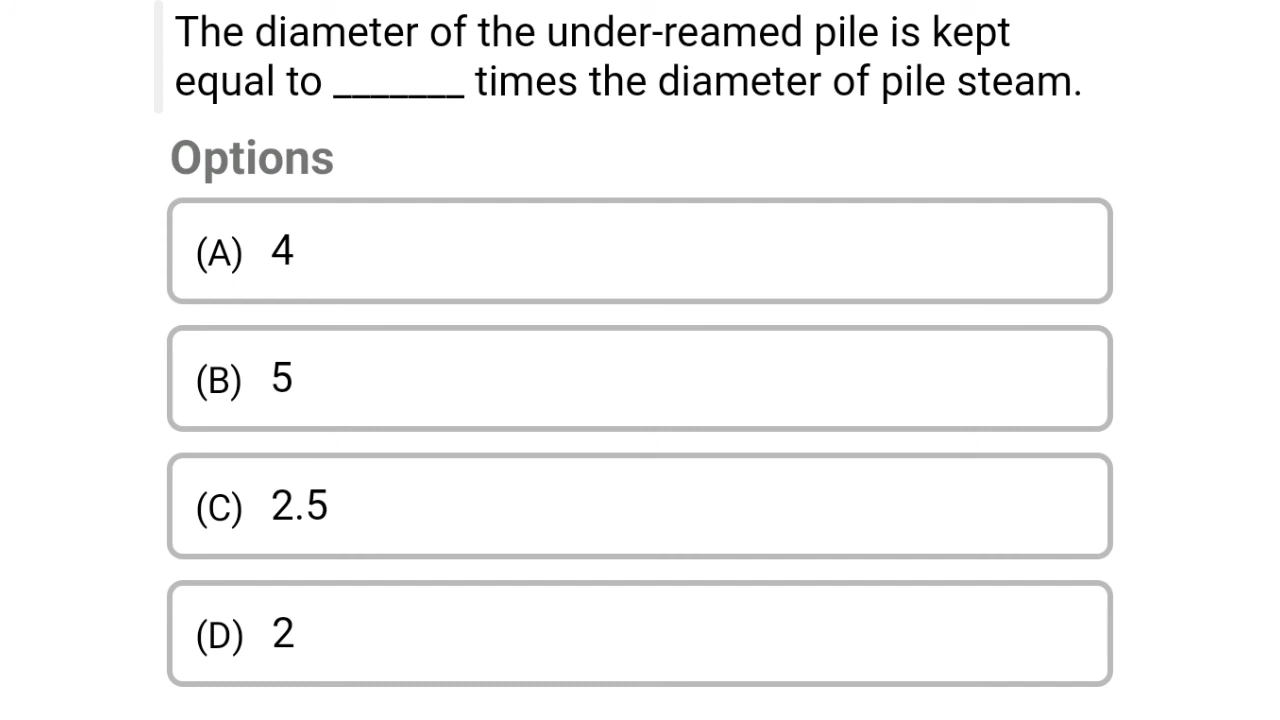 The diameter of the under-reamed pile is kept
equal to _______ times the diameter of pile steam.
Options
(A) 4
(B) 5
(C) 2.5
(D) 2